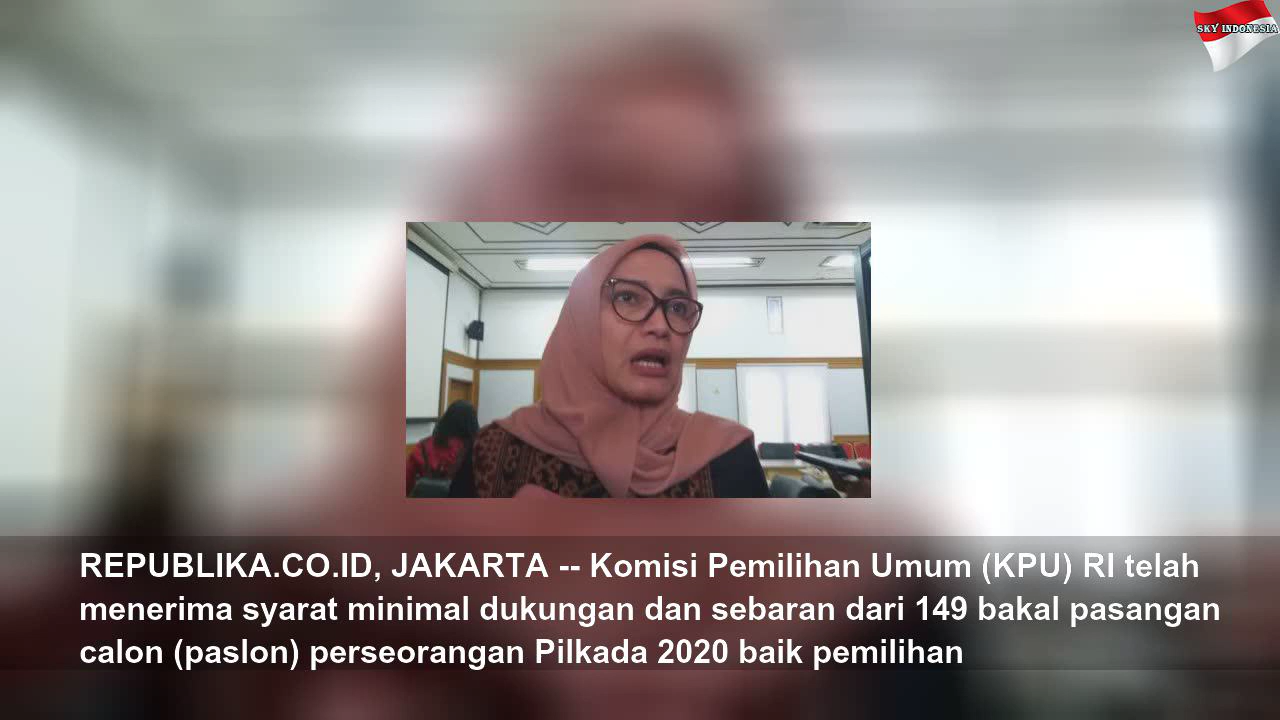 SKY INDONESIA
REPUBLIKA.CO.ID, JAKARTA -- Komisi Pemilihan Umum (KPU) RI telah
menerima syarat minimal dukungan dan sebaran dari 149 bakal pasangan
calon (paslon) perseorangan Pilkada 2020 baik pemilihan